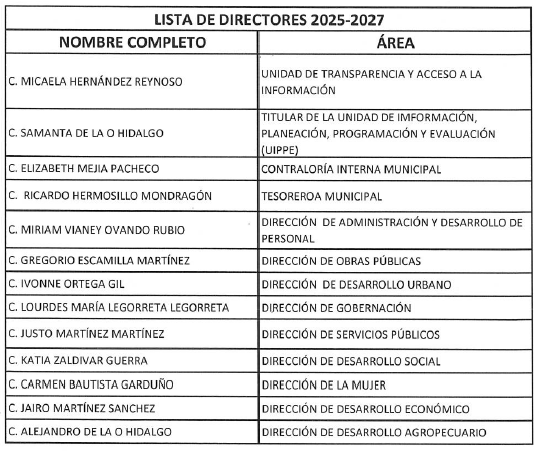 LISTA DE DIRECTORES 2025-2027
NOMBRE COMPLETO ÁREA
C. MICAELA HERNÁNDEZ REYNOSO UNIDAD DE TRANSPARENCIA Y ACCESO A LA
INFORMACIÓN
C. SAMANTA DE LA O HIDALGO TITULAR DE LA UNIDAD DE IMFORMACIÓN,
PLANEACIÓN, PROGRAMACIÓN Y EVALUACIÓN
(UIPPE)
C. ELIZABETH MEJIA PACHECO CONTRALORÍA INTERNA MUNICIPAL
C. RICARDO HERMOSILLO MONDRAGÓN TESOREROA MUNICIPAL
C. MIRIAM VIANEY OVANDO RUBIO DIRECCIÓN DE ADMINISTRACIÓN Y DESARROLLO DE
PERSONAL
C. GREGORIO ESCAMILLA MARTÍNEZ DIRECCIÓN DE OBRAS PÚBLICAS
C. IVONNE ORTEGA GIL DIRECCIÓN DE DESARROLLO URBANO
C. LOURDES MARÍA LEGORRETA LEGORRETA DIRECCIÓN DE GOBERNACIÓN
C. JUSTO MARTÍNEZ MARTÍNEZ DIRECCIÓN DE SERVICIOS PÚBLICOS
C. KATIA ZALDIVAR GUERRA DIRECCIÓN DE DESARROLLO SOCIAL
C. CARMEN BAUTISTA GARDUÑO DIRECCIÓN DE LA MUJER
C. JAIRO MARTÍNEZ SANCHEZ DIRECCIÓN DE DESARROLLO ECONÓMICO
C. ALEJANDRO DE LA O HIDALGO DIRECCIÓN DE DESARROLLO AGROPECUARIO